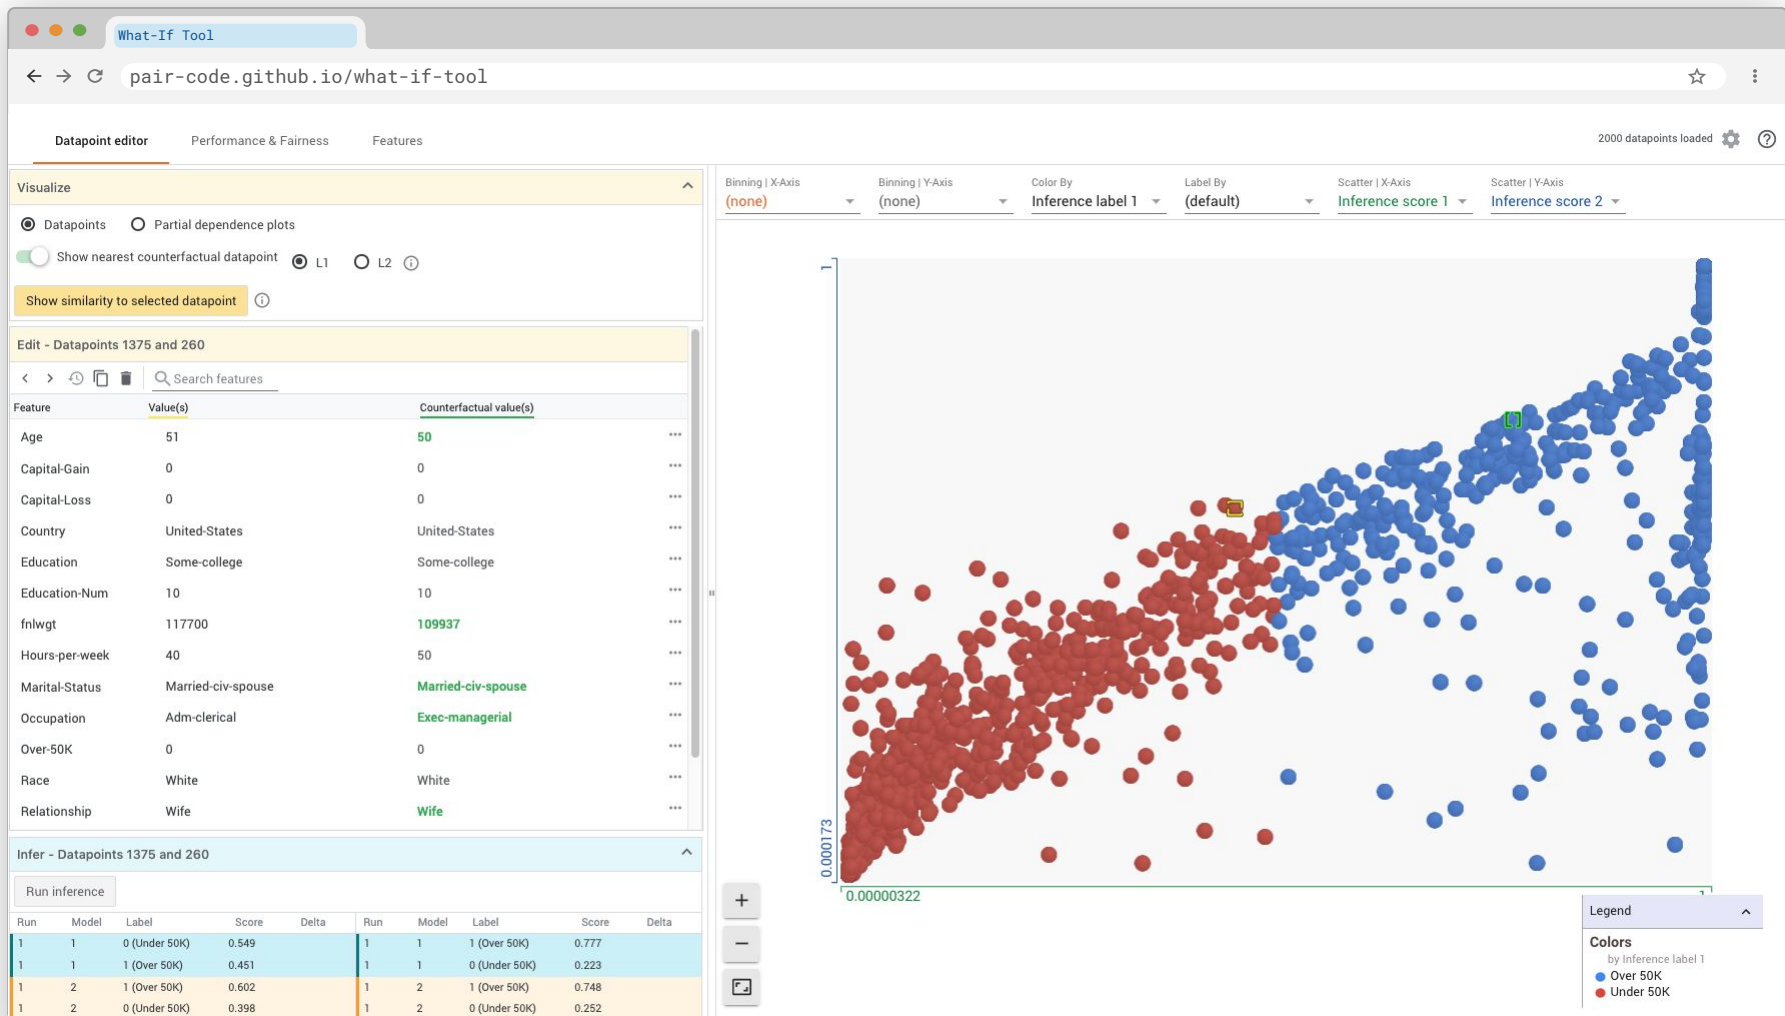 What-If Tool
pair-code.github.io/what-if-tool
Datapoint editor Performance & Fairness Features 2000 datapoints loaded
Visualize
Datapoints Partial dependence plots
Show nearest counterfactual datapoint L1 L2
Show similarity to selected datapoint
Edit - Datapoints 1375 and 260
Search features
Feature Value(s) Counterfactual value(s)
Age 51 50
Capital-Gain 0 0
Capital-Loss 0 0
Country United-States United-States
Education Some-college Some-college
Education-Num 10 10
fnlwgt 117700 109937
Hours-per-week 40 50
Marital-Status Married-civ-spouse Married-civ-spouse
Occupation Adm-clerical Exec-managerial
Over-50K 0 0
Race White White
Relationship Wife Wife
Infer - Datapoints 1375 and 260
Run inference
Run Model Label Score Delta Run Model Label Score Delta
1 1 0 (Under 50K) 0.549 1 1 1 (Over 50K) 0.777
1 1 1 (Over 50K) 0.451 1 1 0 (Under 50K) 0.223
1 2 1 (Over 50K) 0.602 1 2 1 (Over 50K) 0.748
1 2 0 (Under 50K) 0.398 1 2 0 (Under 50K) 0.252
Binning | X-Axis Binning | Y-Axis Color By Label By Scatter | X-Axis Scatter | Y-Axis
(none) (none) Inference label 1 (default) Inference score 1 Inference score 2
1
0.000173
0.00000322 1
Legend
Colors
by Inference label 1
Over 50K
Under 50K